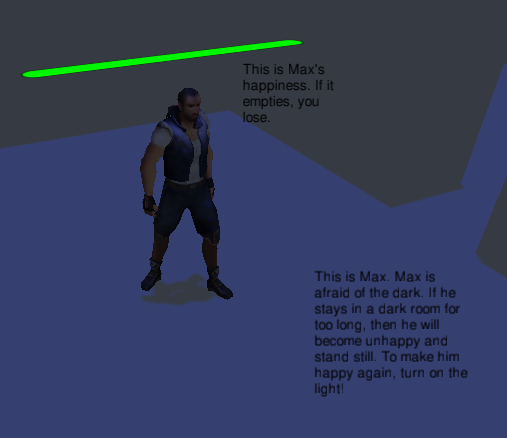 This is Max's
happiness. If it
empties, you
lose.
This is Max. Max is
afraid of the dark. If he
stays in a dark room for
too long, then he will
become unhappy and
stand still. To make him
happy again, turn on the
light!